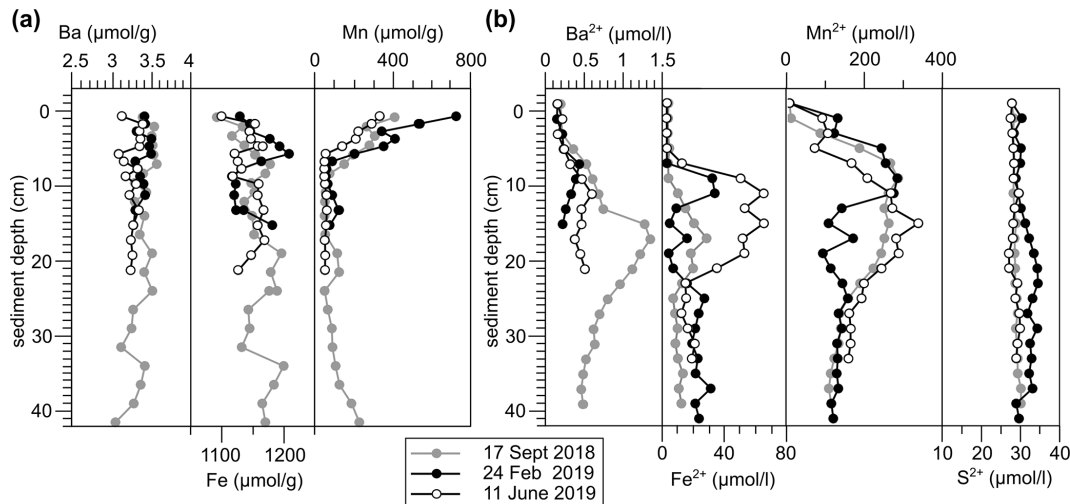 (a)
Ba (μmol/g)
2.5 3 3.5 4
Mn (μmol/g)
0 400 800
sediment depth (cm)
0
10
20
30
40
1100 1200
Fe (μmol/g)
(b)
Ba²⁺ (μmol/l)
0 0.5 1 1.5
Mn²⁺ (μmol/l)
0 100 200 400
sediment depth (cm)
0
10
20
30
40
0 40 80
Fe²⁺ (μmol/l)
10 20 30 40
S²⁺ (μmol/l)
17 Sept 2018
24 Feb 2019
11 June 2019